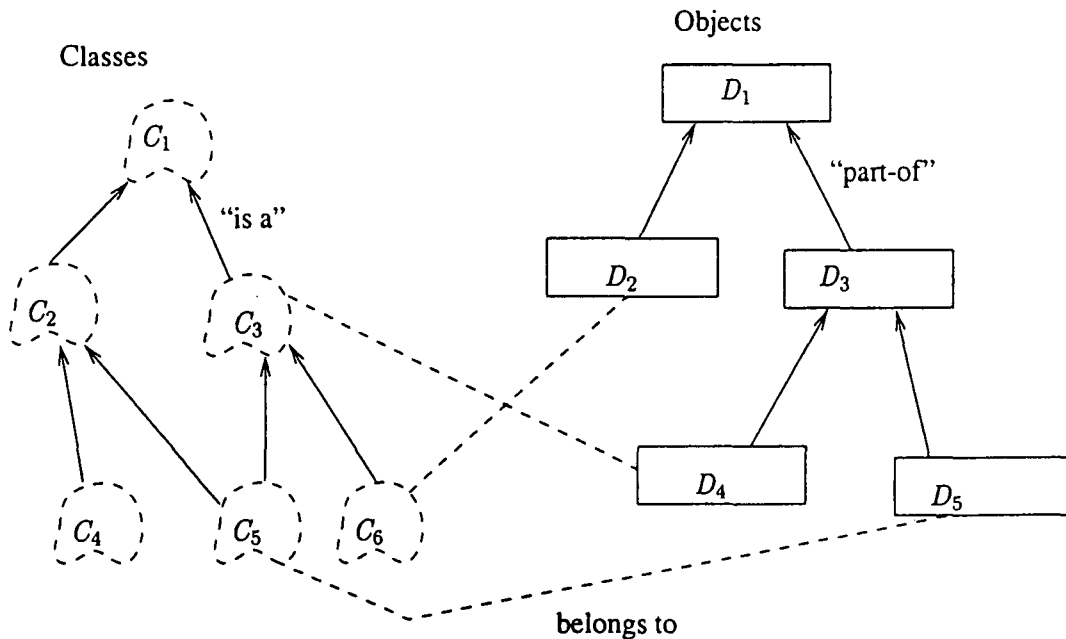 Objects
Classes
D₁
C₁
"part-of"
"is a"
D₂
D₃
C₂
C₃
D₄
D₅
C₄
C₅
C₆
belongs to